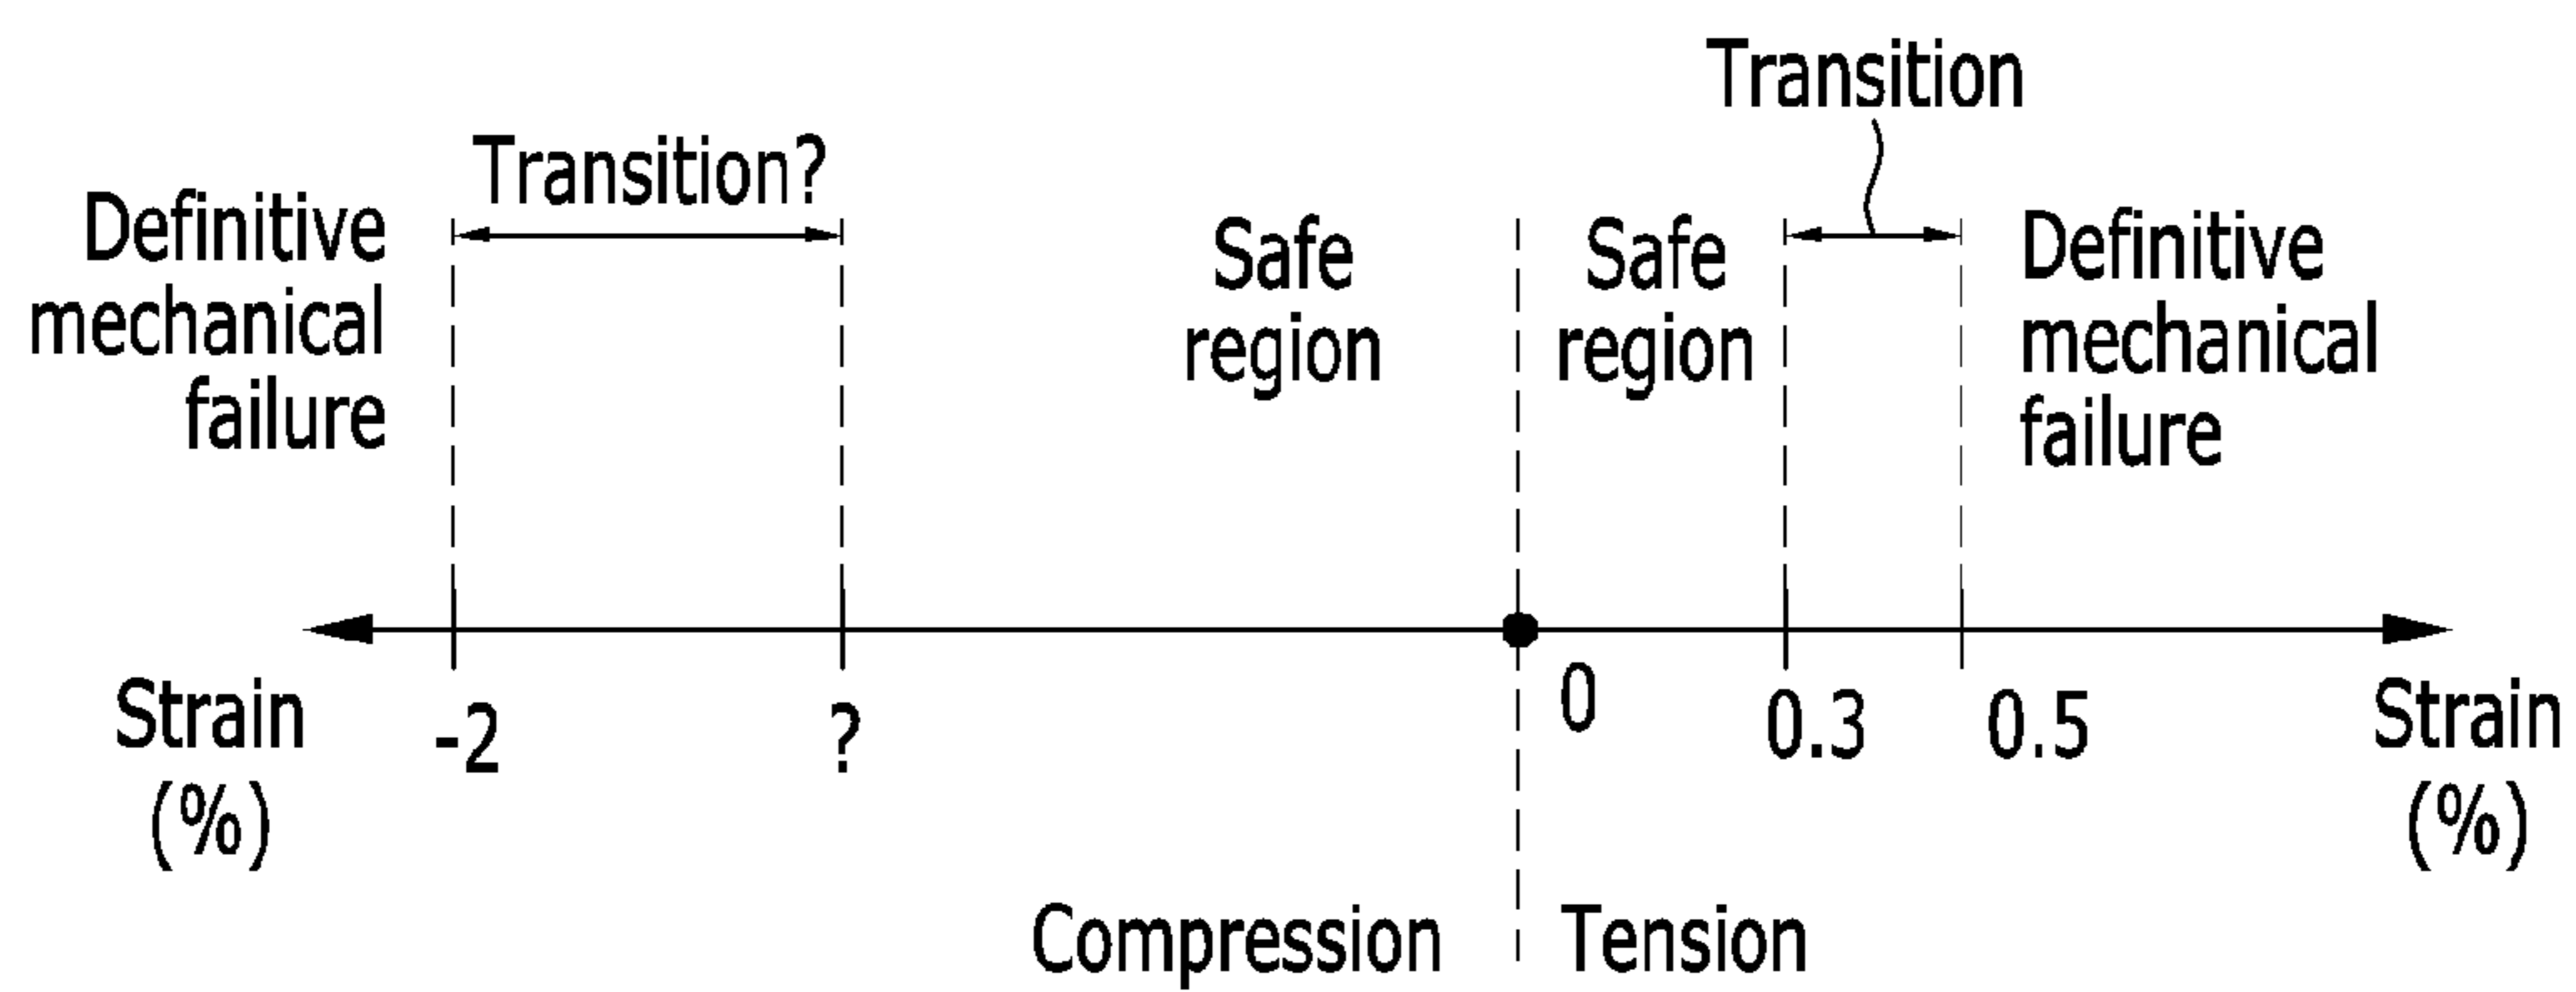 Transition
Transition?
Definitive
mechanical
failure
Safe
region
Safe
region
Definitive
mechanical
failure
Strain
(%)
-2
?
0
0.3
0.5
Strain
(%)
Compression
Tension